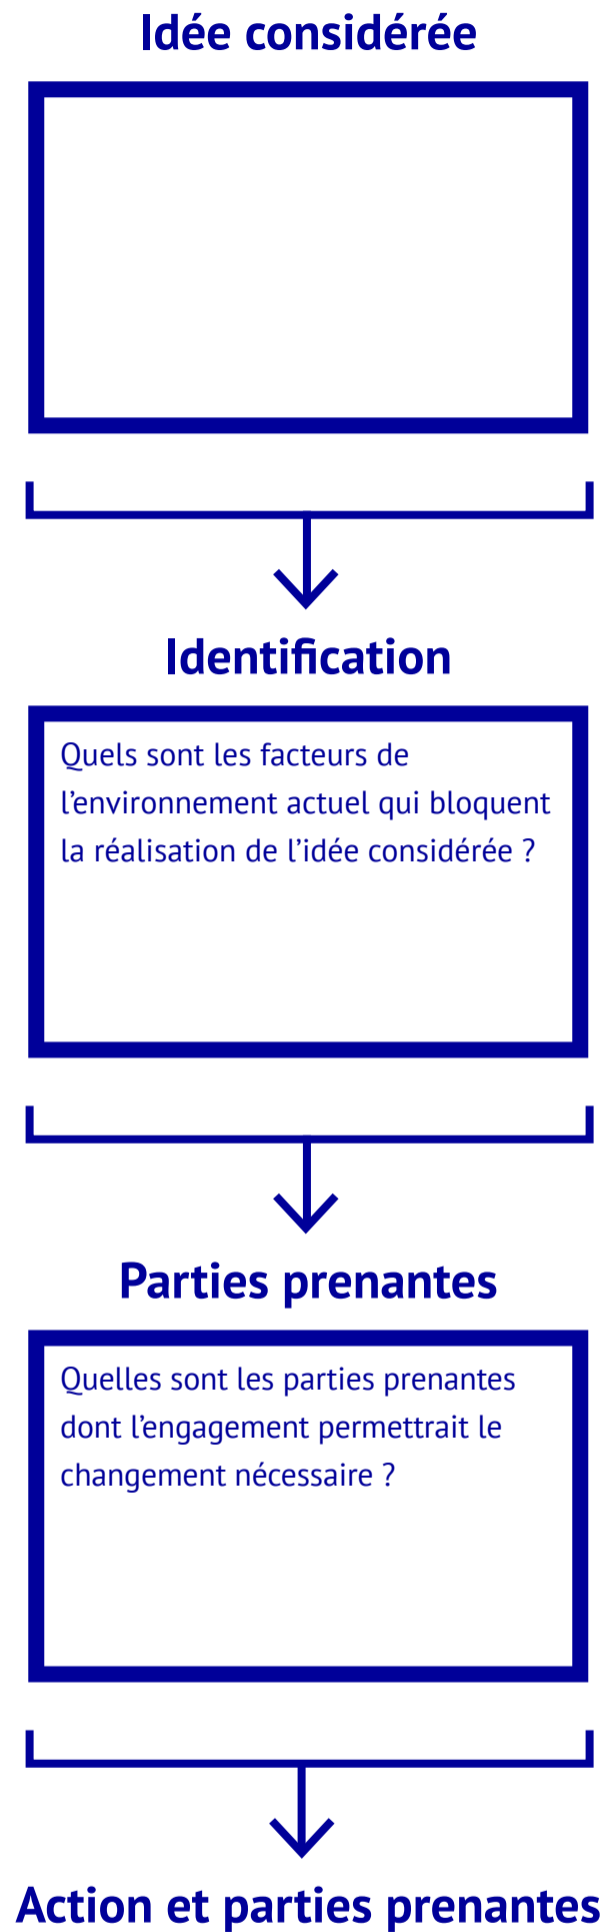 Idée considérée
Identification
Quels sont les facteurs de
l’environnement actuel qui bloquent
la réalisation de l’idée considérée ?
Parties prenantes
Quelles sont les parties prenantes
dont l’engagement permettrait le
changement nécessaire ?
Action et parties prenantes